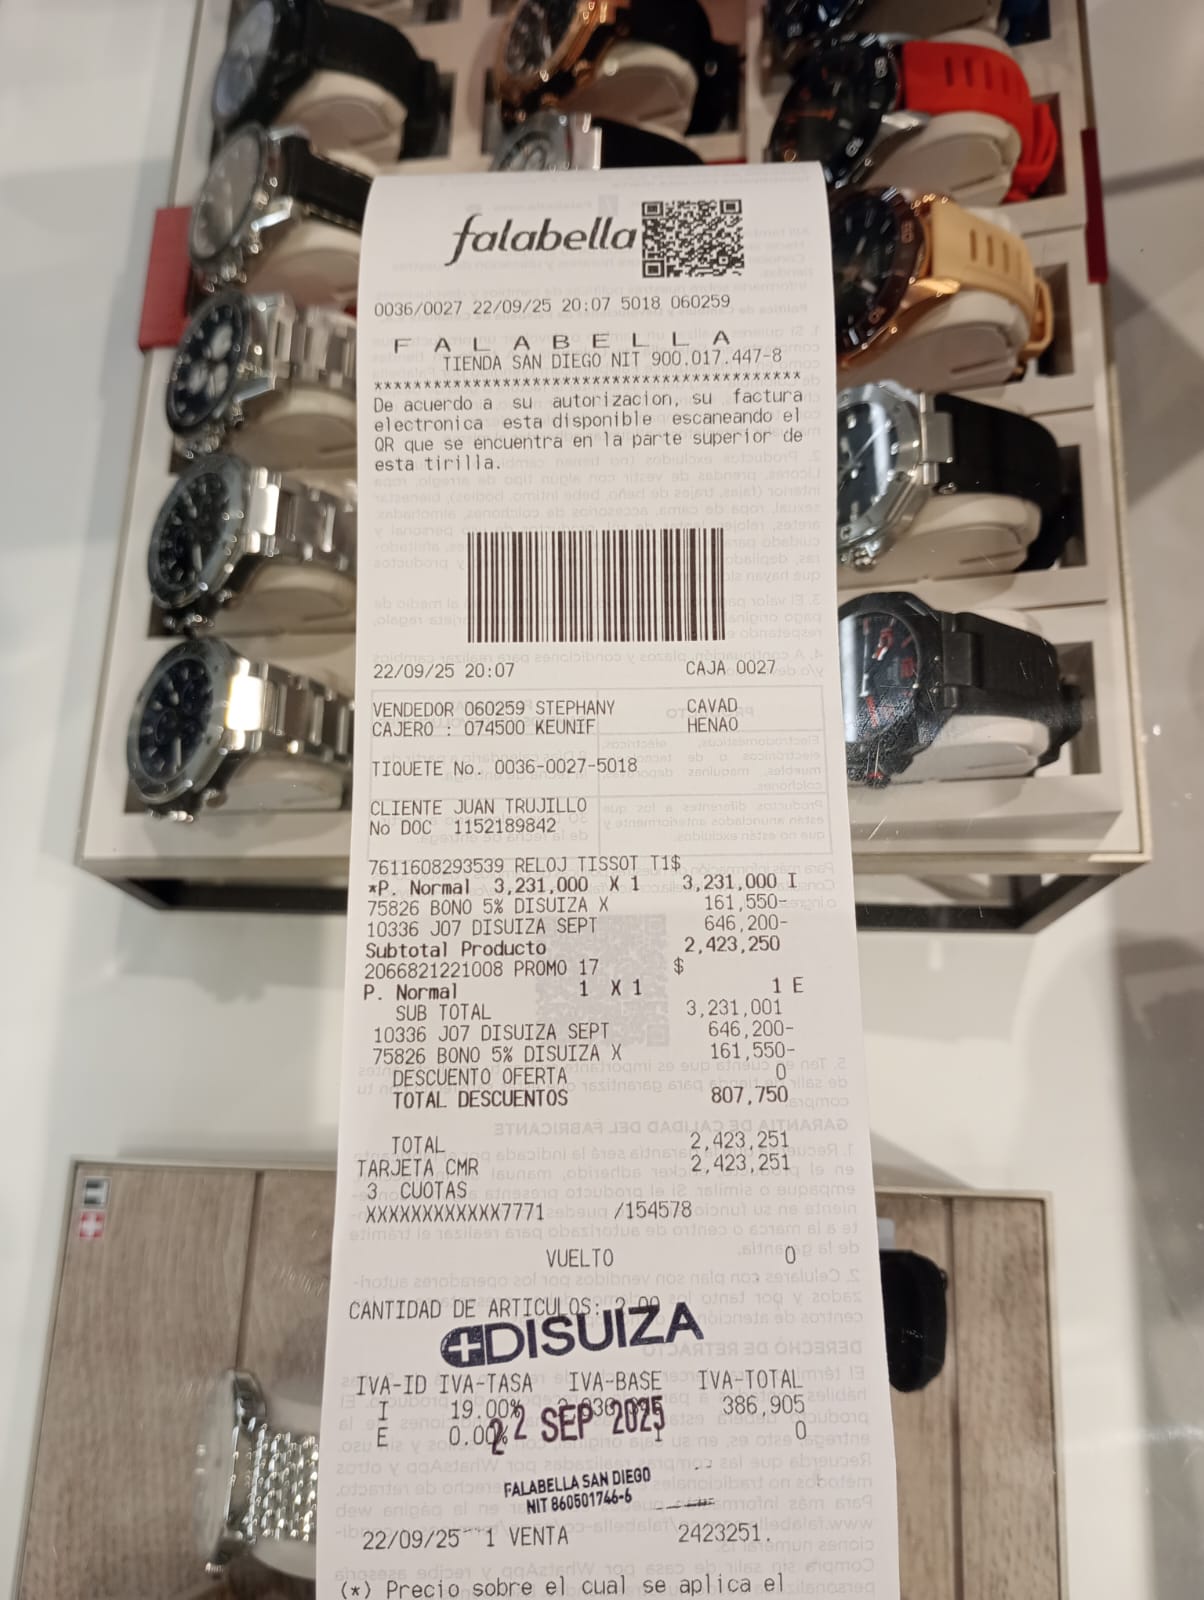 falabella
0036/0027 22/09/25 20:07 5018 060259
F A L A B E L L A
TIENDA SAN DIEGO NIT 900.017.447-8
******************************************
De acuerdo a su autorizacion, su factura
electronica esta disponible escaneando el
QR que se encuentra en la parte superior de
esta tirilla.
22/09/25 20:07 CAJA 0027
VENDEDOR 060259 STEPHANY CAVAD
CAJERO : 074500 KEUNIF HENAO
TIQUETE No. 0036-0027-5018
CLIENTE JUAN TRUJILLO
No DOC 1152189842
7611608293539 RELOJ TISSOT T1$
*P. Normal 3,231,000 X 1 3,231,000 I
75826 BONO 5% DISUIZA X 161,550-
10336 J07 DISUIZA SEPT 646,200-
Subtotal Producto 2,423,250
2066821221008 PROMO 17 $
P. Normal 1 X 1 1 E
SUB TOTAL 3,231,001
10336 J07 DISUIZA SEPT 646,200-
75826 BONO 5% DISUIZA X 161,550-
DESCUENTO OFERTA 0
TOTAL DESCUENTOS 807,750
TOTAL 2,423,251
TARJETA CMR 2,423,251
3 CUOTAS
XXXXXXXXXXXX7771 /154578
VUELTO 0
CANTIDAD DE ARTICULOS:
DISUIZA
IVA-ID IVA-TASA IVA-BASE IVA-TOTAL
I 19.00% 386,905
E 0.00% 0
22 SEP 2025
FALABELLA SAN DIEGO
NIT 860501746-6
22/09/25 1 VENTA 2423251.
(*) Precio sobre el cual se aplica el